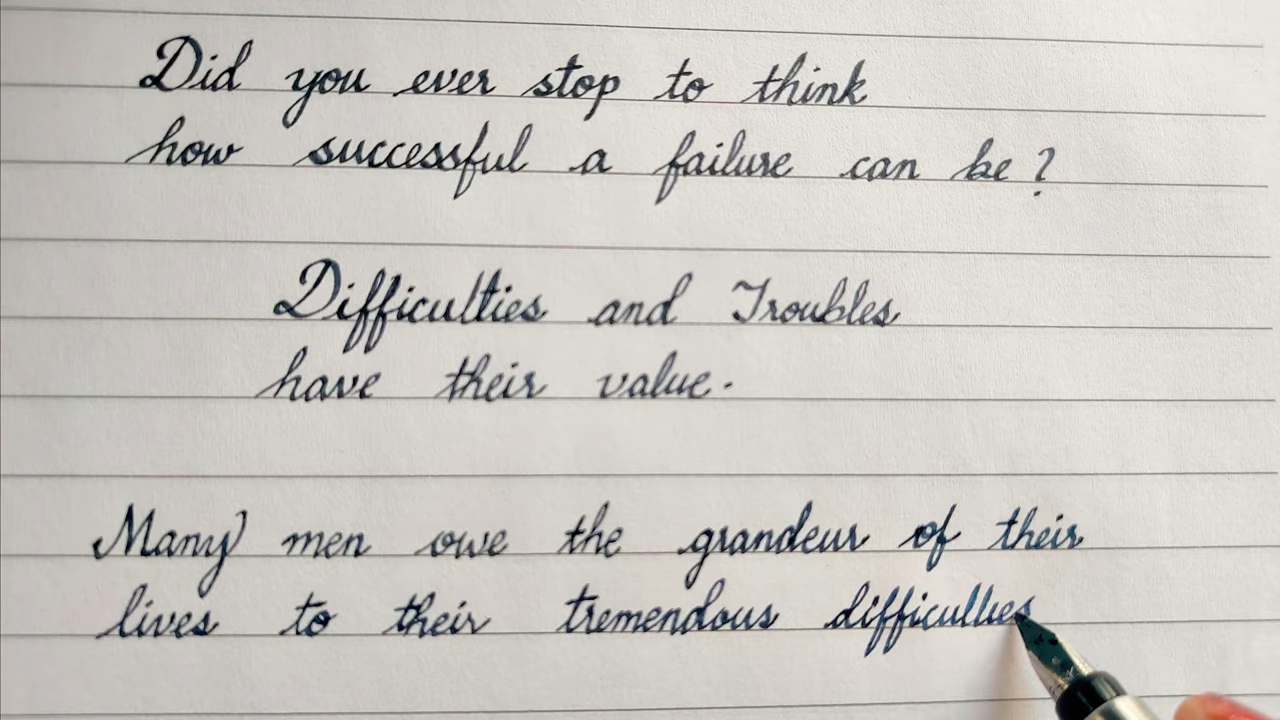 Did you ever stop to think
how successful a failure can be?
Difficulties and Troubles
have their value.
Many men owe the grandeur of their
lives to their tremendous difficulties